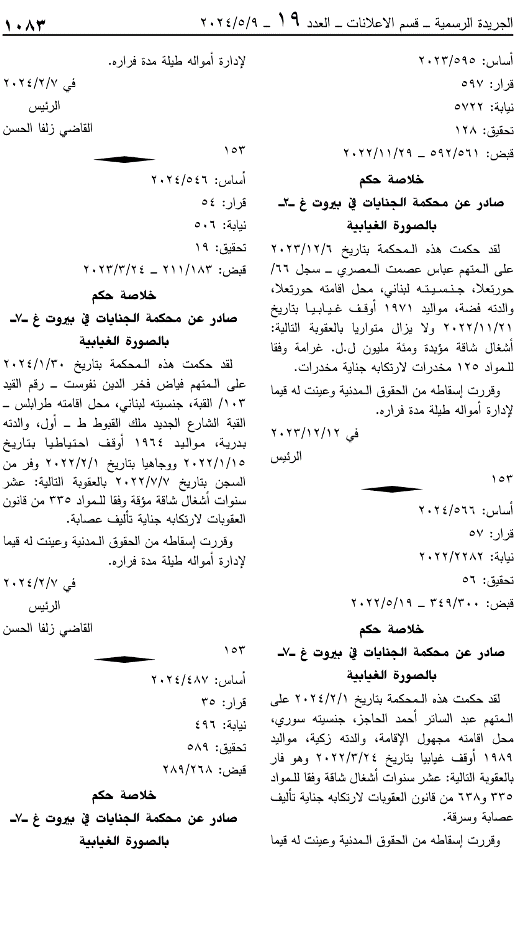 الجريدة الرسمية ــ قسم الاعلانات ــ العدد ١٩ ــ ٢٠٢٤/٥/٩
١٠٨٣
أساس: ٢٠٢٣/٥٩٥
قرار: ٥٩٧
نيابة: ٥٧٢٢
تحقيق: ١٢٨
قبض: ٥٩٢/٥٦١ ــ ٢٠٢٢/١١/٢٩
خلاصة حكم
صادر عن محكمة الجنايات في بيروت غ ــ٢ــ
بالصورة الغيابية
لقد حكمت هذه المحكمة بتاريخ ٢٠٢٣/١٢/٦
على المتهم عباس عصمت المصري ــ سجل ٦٦/
حورتعلا، جنسيته لبناني، محل اقامته حورتعلا،
والدته فضة، مواليد ١٩٧١ أوقف غيابيا بتاريخ
٢٠٢٢/١١/٢١ ولا يزال متواريا بالعقوبة التالية:
أشغال شاقة مؤبدة ومئة مليون ل.ل. غرامة وفقا
للمواد ١٢٥ مخدرات لارتكابه جناية مخدرات.
وقررت إسقاطه من الحقوق المدنية وعينت له قيما
لإدارة أمواله طيلة مدة فراره.
في ٢٠٢٣/١٢/١٢
الرئيس
١٥٣
أساس: ٢٠٢٤/٥٦٦
قرار: ٥٧
نيابة: ٢٠٢٢/٢٢٨٢
تحقيق: ٥٦
قبض: ٣٤٩/٣٠٠ ــ ٢٠٢٢/٥/١٩
خلاصة حكم
صادر عن محكمة الجنايات في بيروت غ ــ٧ــ
بالصورة الغيابية
لقد حكمت هذه المحكمة بتاريخ ٢٠٢٤/٢/١ على
المتهم عبد الساتر أحمد الحاجز، جنسيته سوري،
محل اقامته مجهول الإقامة، والدته زكية، مواليد
١٩٨٩ أوقف غيابيا بتاريخ ٢٠٢٢/٣/٢٤ وهو فار
بالعقوبة التالية: عشر سنوات أشغال شاقة وفقا للمواد
٣٣٥ و٦٣٨ من قانون العقوبات لارتكابه جناية تأليف
عصابة وسرقة.
وقررت إسقاطه من الحقوق المدنية وعينت له قيما
لإدارة أمواله طيلة مدة فراره.
في ٢٠٢٤/٢/٧
الرئيس
القاضي زلفا الحسن
١٥٣
أساس: ٢٠٢٤/٥٤٦
قرار: ٥٤
نيابة: ٥٠٦
تحقيق: ١٩
قبض: ٢١١/١٨٣ ــ ٢٠٢٣/٣/٢٤
خلاصة حكم
صادر عن محكمة الجنايات في بيروت غ ــ٧ــ
بالصورة الغيابية
لقد حكمت هذه المحكمة بتاريخ ٢٠٢٤/١/٣٠
على المتهم فياض فخر الدين نفوست ــ رقم القيد
١٠٣/ القبة، جنسيته لبناني، محل اقامته طرابلس ــ
القبة الشارع الجديد ملك القبوط ط ــ أول، والدته
بدرية، مواليد ١٩٦٤ أوقف احتياطيا بتاريخ
٢٠٢٢/١/١٥ ووجاهيا بتاريخ ٢٠٢٢/٢/١ وفر من
السجن بتاريخ ٢٠٢٢/٧/٧ بالعقوبة التالية: عشر
سنوات أشغال شاقة مؤقة وفقا للمواد ٣٣٥ من قانون
العقوبات لارتكابه جناية تأليف عصابة.
وقررت إسقاطه من الحقوق المدنية وعينت له قيما
لإدارة أمواله طيلة مدة فراره.
في ٢٠٢٤/٢/٧
الرئيس
القاضي زلفا الحسن
١٥٣
أساس: ٢٠٢٤/٤٨٧
قرار: ٣٥
نيابة: ٤٩٦
تحقيق: ٥٨٩
قبض: ٢٨٩/٢٦٨
خلاصة حكم
صادر عن محكمة الجنايات في بيروت غ ــ٧ــ
بالصورة الغيابية